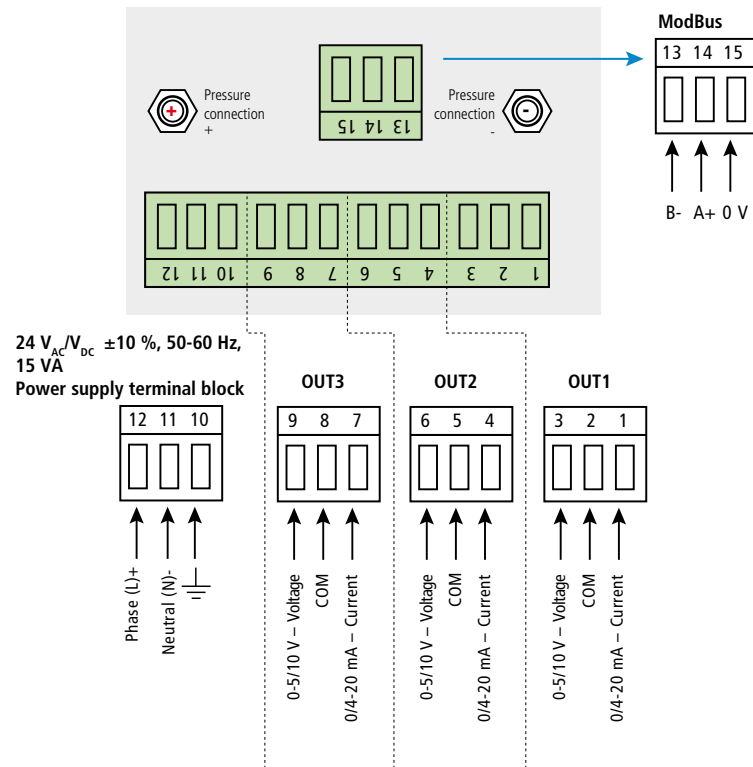 ModBus
13 14 15
B- A+ 0 V
Pressure
connection
+
15 14 13
Pressure
connection
-
12 11 10 9 8 7 6 5 4 3 2 1
24 VAC/VDC ±10 %, 50-60 Hz,
15 VA
Power supply terminal block
12 11 10
Phase (L)+
Neutral (N)-
OUT3
9 8 7
0-5/10 V – Voltage
COM
0/4-20 mA – Current
OUT2
6 5 4
0-5/10 V – Voltage
COM
0/4-20 mA – Current
OUT1
3 2 1
0-5/10 V – Voltage
COM
0/4-20 mA – Current